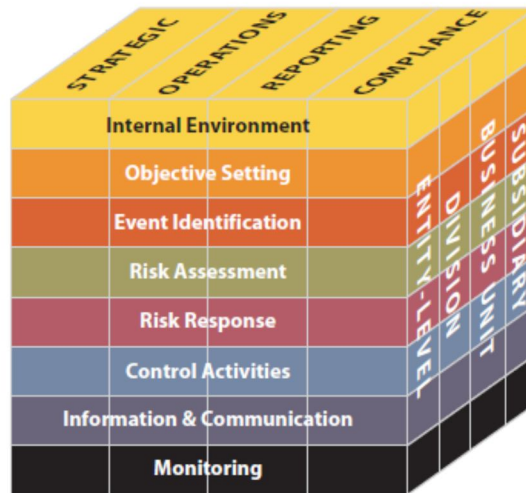 STRATEGIC
OPERATIONS
REPORTING
COMPLIANCE
Internal Environment
Objective Setting
Event Identification
Risk Assessment
Risk Response
Control Activities
Information & Communication
Monitoring
ENTITY-LEVEL
DIVISION
BUSINESS UNIT
SUBSIDIARY